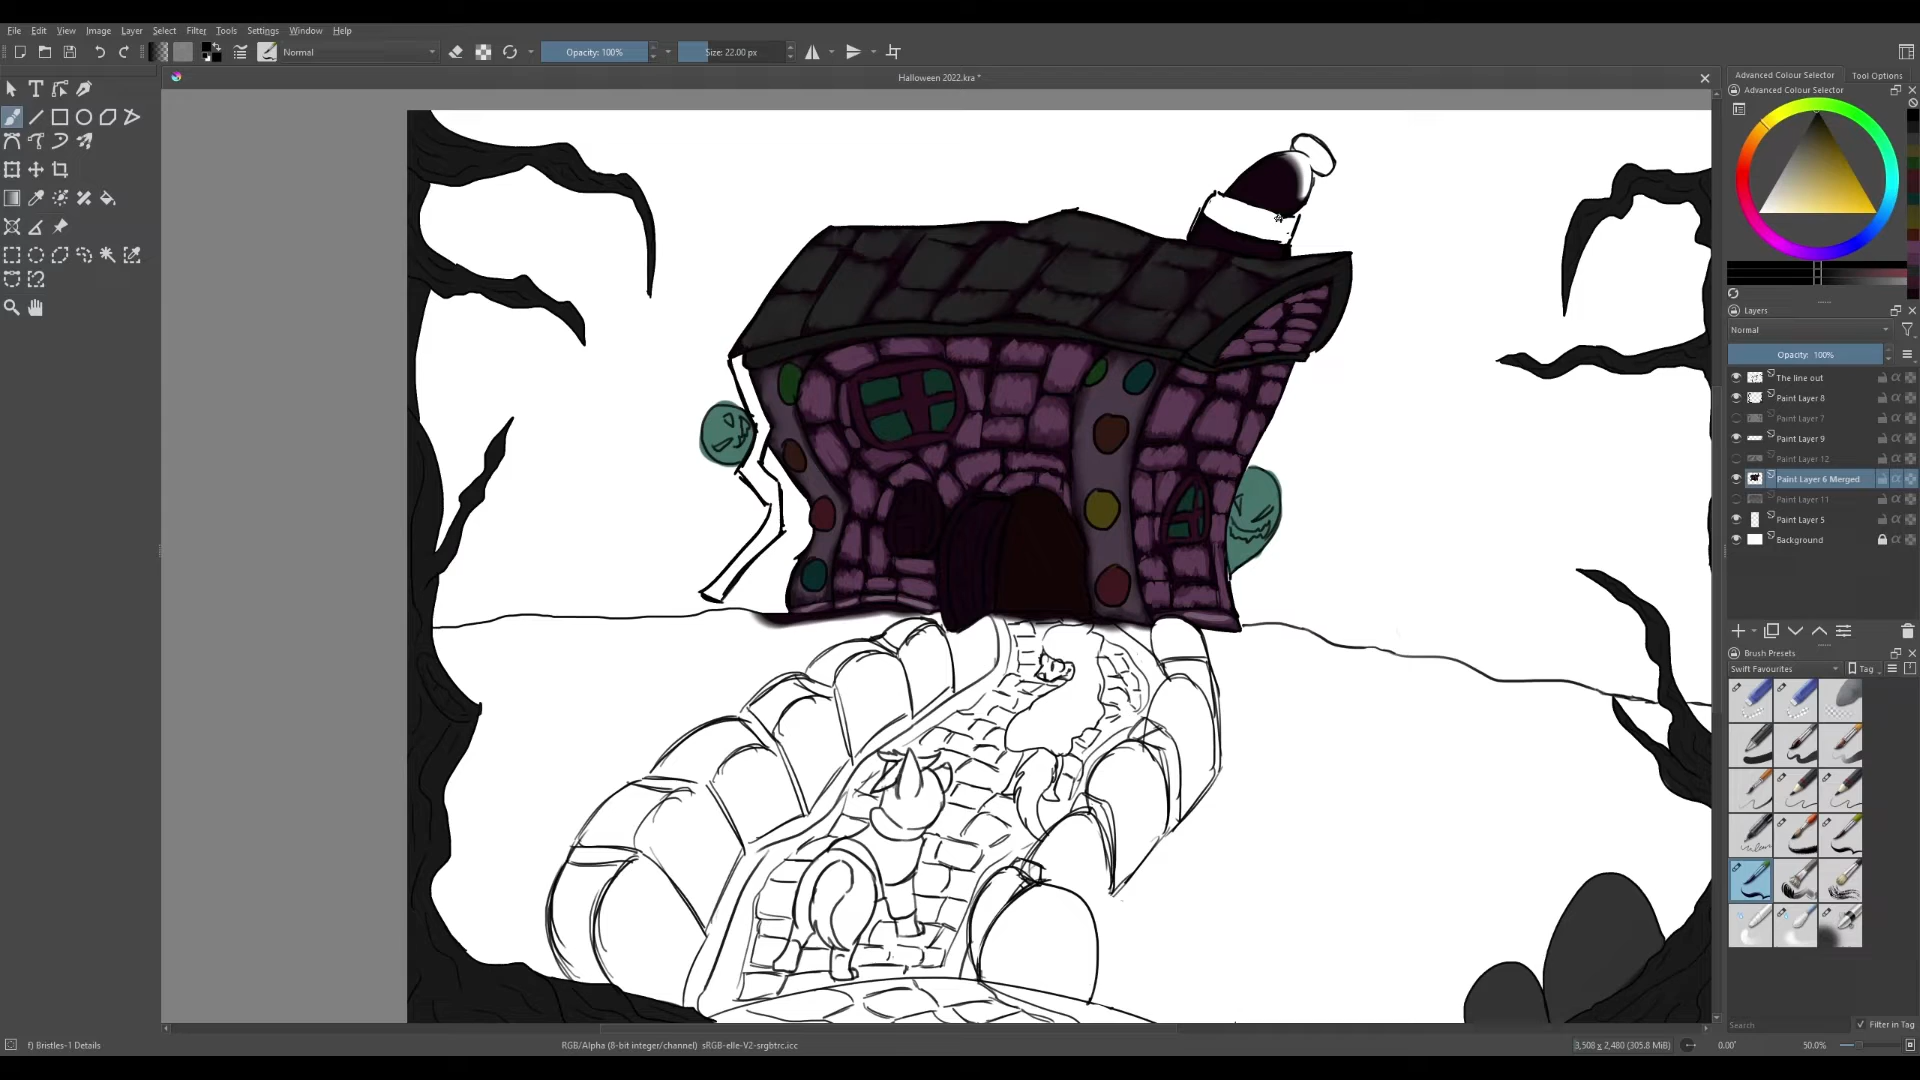 File Edit View Image Layer Select Filter Tools Settings Window Help
Normal
Opacity: 100%
Size: 22.00 px
Halloween 2022.kra *
Advanced Colour Selector
Tool Options
Advanced Colour Selector
Layers
Normal
Opacity: 100%
The line out
Paint Layer 8
Paint Layer 7
Paint Layer 9
Paint Layer 12
Paint Layer 6 Merged
Paint Layer 11
Paint Layer 5
Background
Brush Presets
Swift Favourites
Tag
Search
Filter in Tag
f) Bristles-1 Details
RGB/Alpha (8-bit integer/channel) sRGB-elle-V2-srgbtrc.icc
3,508 x 2,480 (305.8 MiB)
0.00°
50.0%